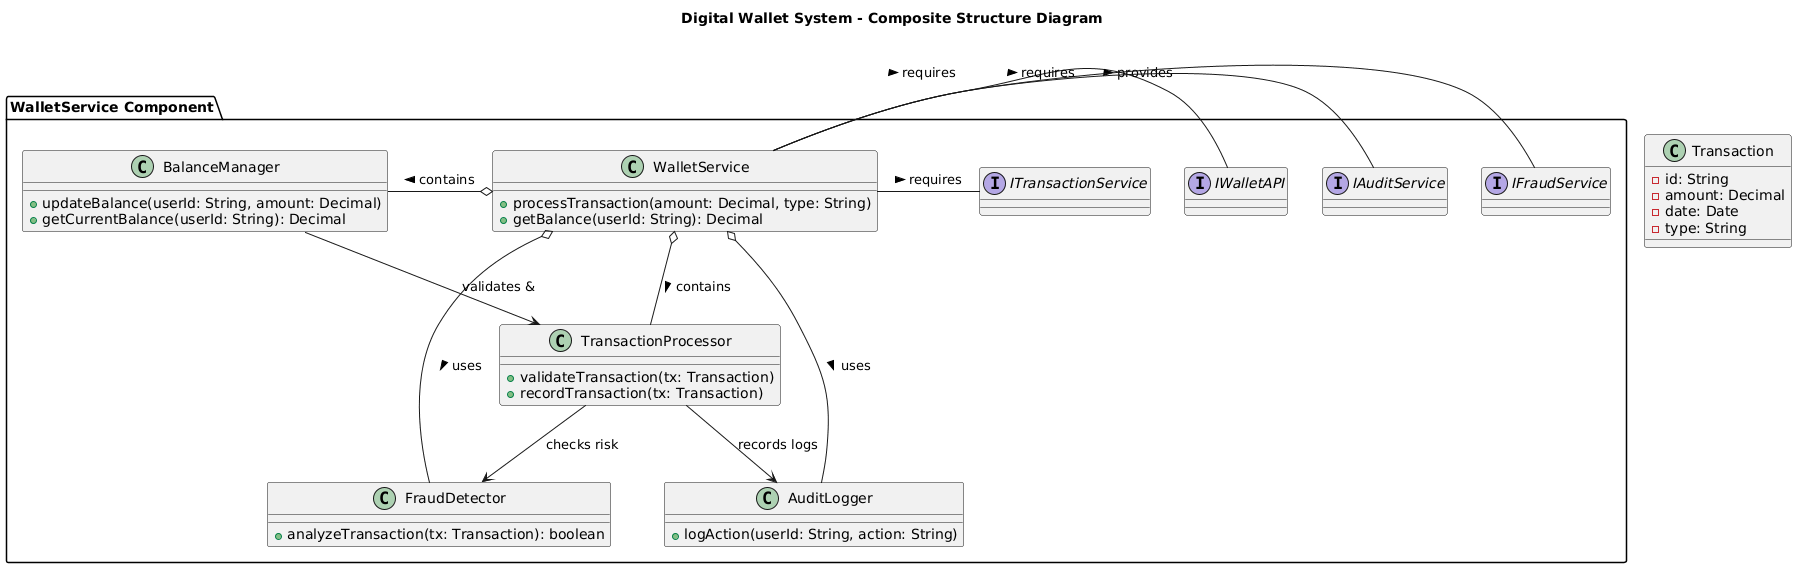 Digital Wallet System - Composite Structure Diagram
requires
requires
provides
WalletService Component
C BalanceManager
updateBalance(userId: String, amount: Decimal)
getCurrentBalance(userId: String): Decimal
contains
C WalletService
processTransaction(amount: Decimal, type: String)
getBalance(userId: String): Decimal
requires
I ITransactionService
I IWalletAPI
I IAuditService
I IFraudService
C Transaction
id: String
amount: Decimal
date: Date
type: String
validates &
contains
C TransactionProcessor
validateTransaction(tx: Transaction)
recordTransaction(tx: Transaction)
uses
uses
checks risk
records logs
C FraudDetector
analyzeTransaction(tx: Transaction): boolean
C AuditLogger
logAction(userId: String, action: String)